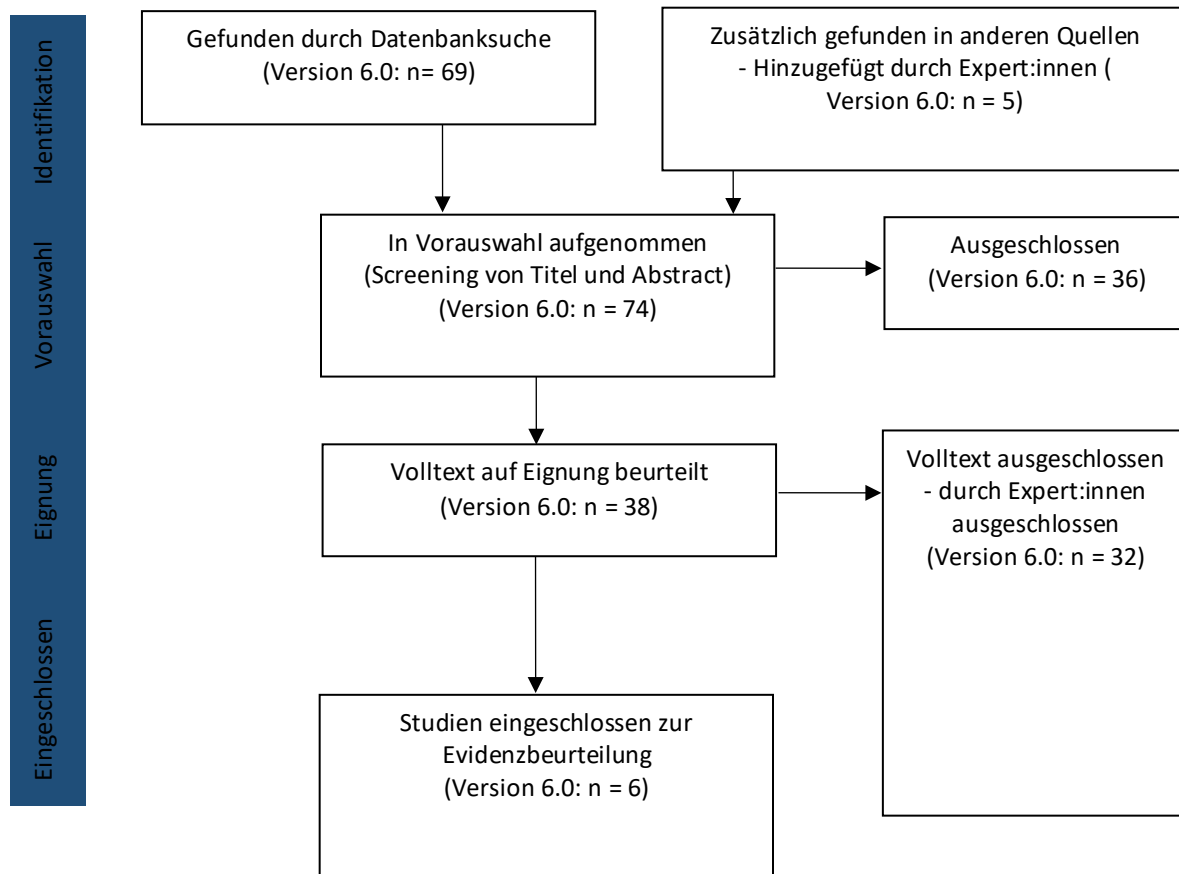 Identifikation
Gefunden durch Datenbanksuche
(Version 6.0: n= 69)
Zusätzlich gefunden in anderen Quellen
- Hinzugefügt durch Expert:innen (
Version 6.0: n = 5)
Vorauswahl
In Vorauswahl aufgenommen
(Screening von Titel und Abstract)
(Version 6.0: n = 74)
Ausgeschlossen
(Version 6.0: n = 36)
Eignung
Volltext auf Eignung beurteilt
(Version 6.0: n = 38)
Volltext ausgeschlossen
- durch Expert:innen
ausgeschlossen
(Version 6.0: n = 32)
Eingeschlossen
Studien eingeschlossen zur
Evidenzbeurteilung
(Version 6.0: n = 6)